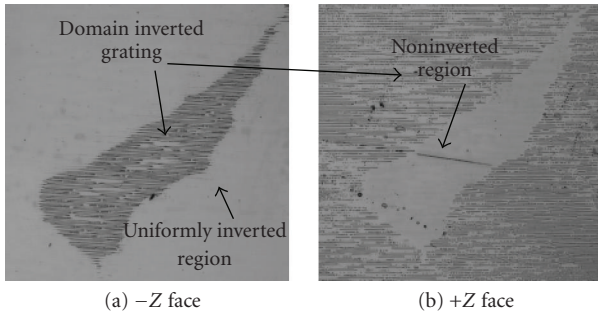 Domain inverted
grating
Uniformly inverted
region
Noninverted
region
(a) −Z face
(b) +Z face